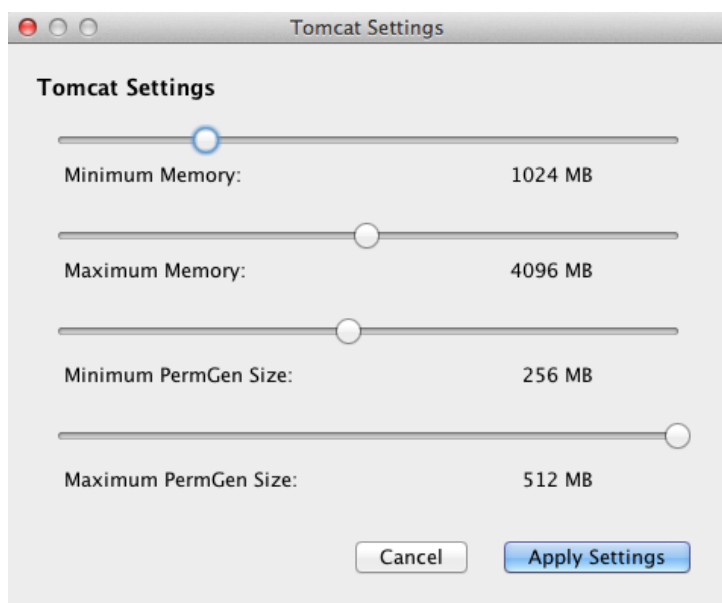 Tomcat Settings
Tomcat Settings
Minimum Memory: 1024 MB
Maximum Memory: 4096 MB
Minimum PermGen Size: 256 MB
Maximum PermGen Size: 512 MB
Cancel Apply Settings